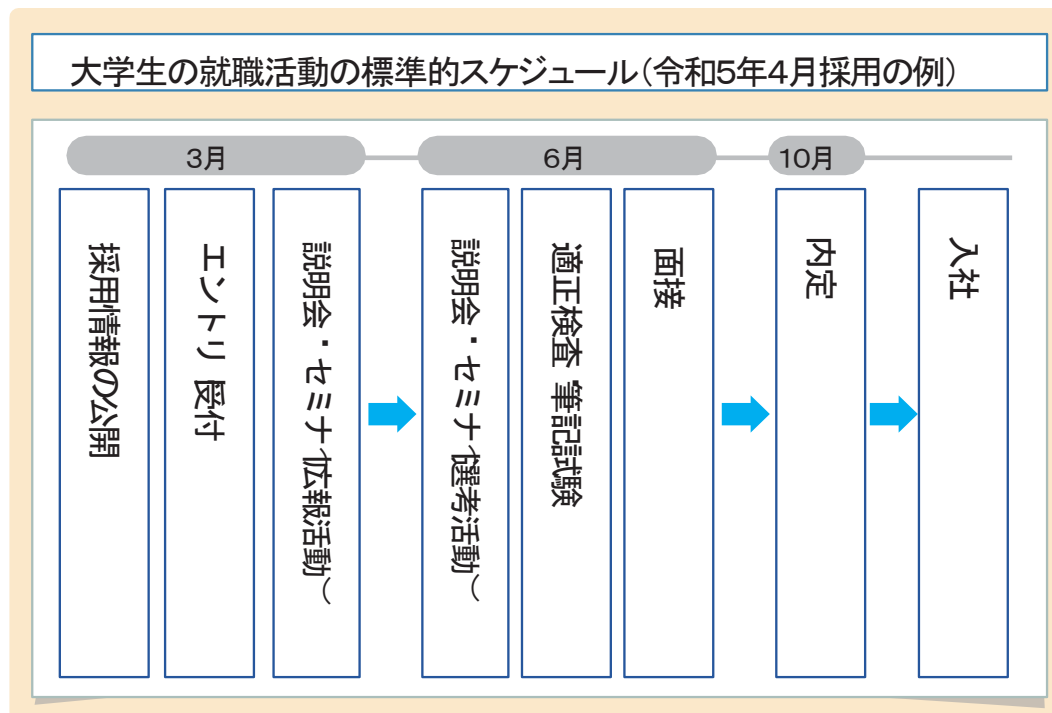 大学生の就職活動の標準的スケジュール(令和5年4月採用の例)
3月
6月
10月
採用情報の公開
エントリ受付
説明会・セミナ(広報活動)
説明会・セミナ(選考活動)
適正検査 筆記試験
面接
内定
入社